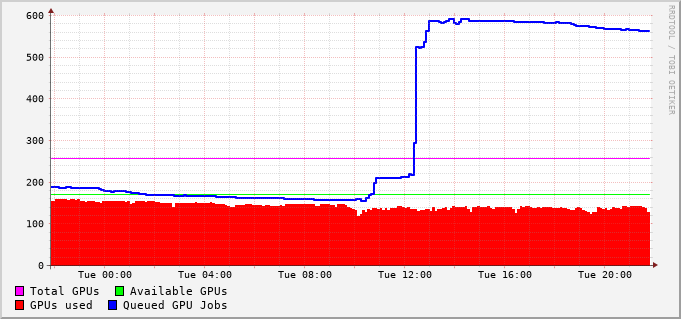 600
500
400
300
200
100
0
Tue 00:00 Tue 04:00 Tue 08:00 Tue 12:00 Tue 16:00 Tue 20:00
Total GPUs Available GPUs
GPUs used Queued GPU Jobs
RRDTOOL / TOBI OETIKER